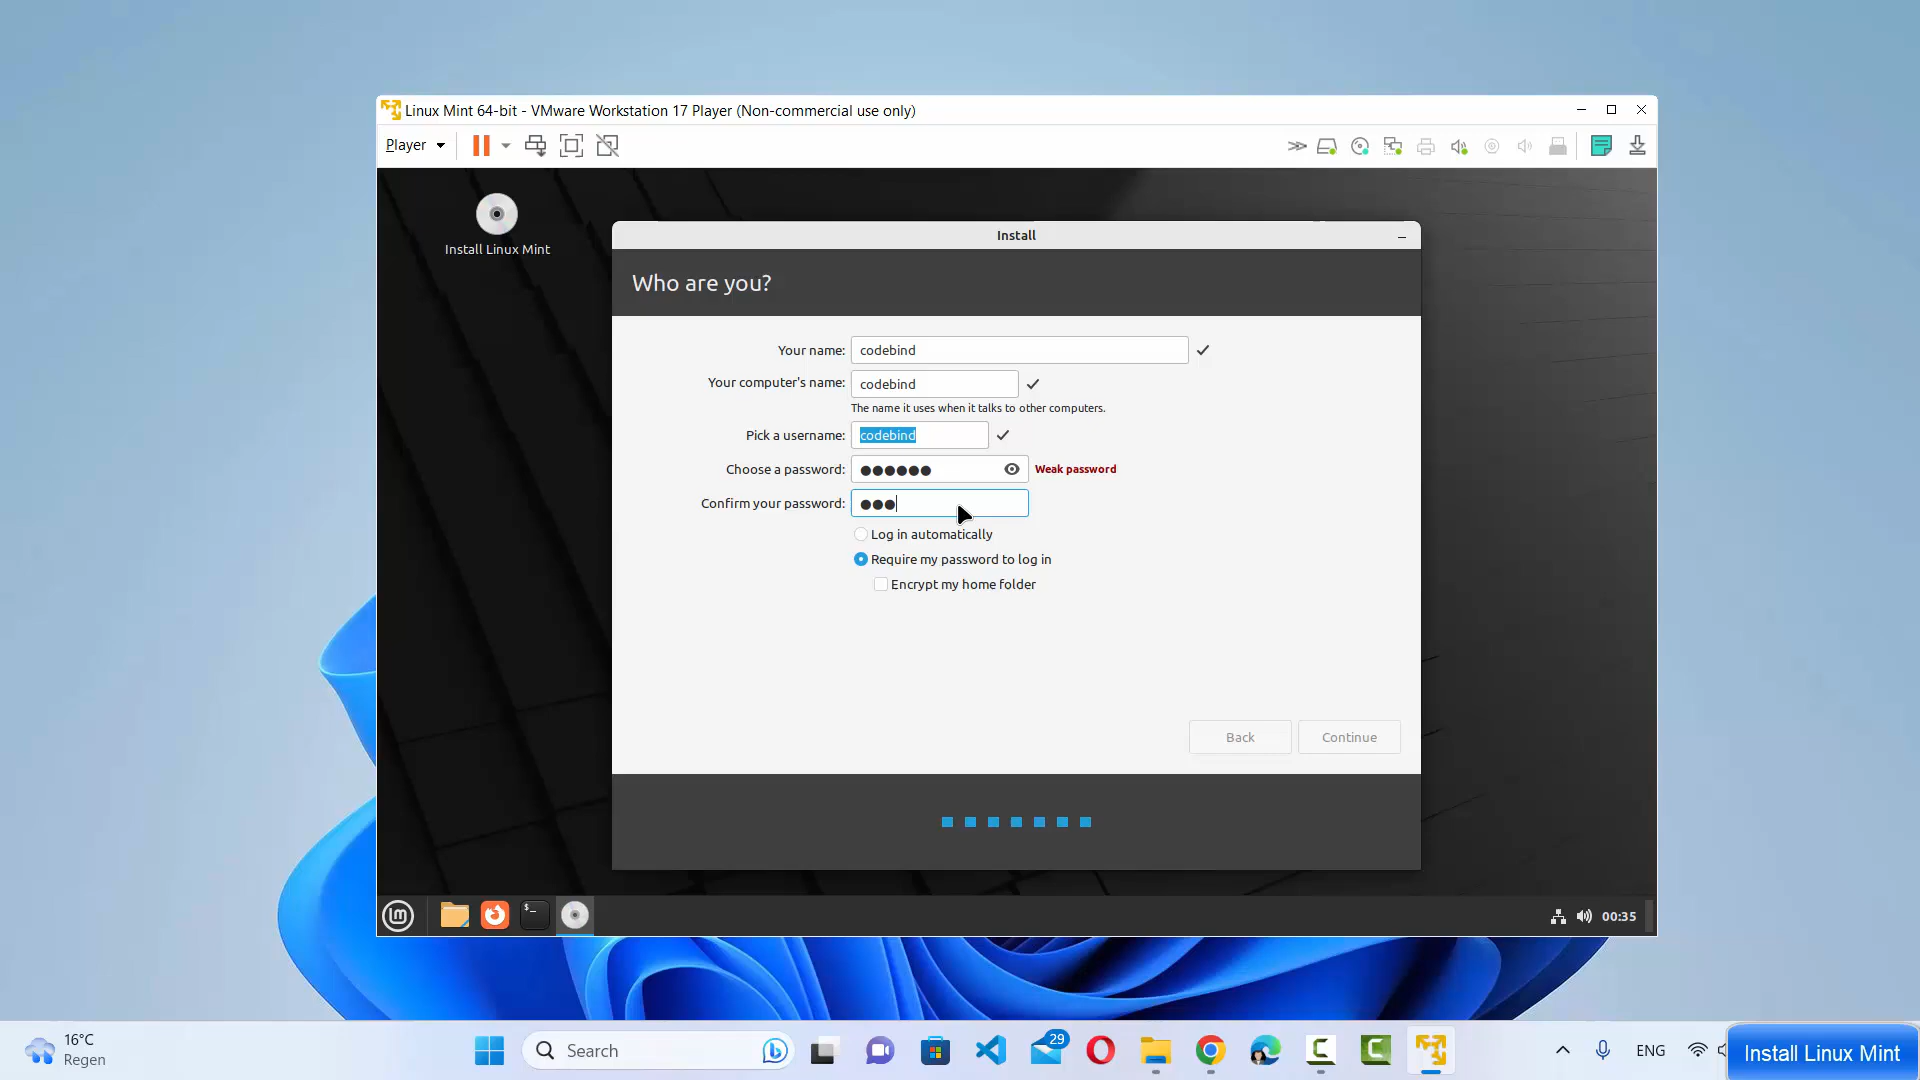 Linux Mint 64-bit - VMware Workstation 17 Player (Non-commercial use only)
Player
Install Linux Mint
Install
Who are you?
Your name: codebind
Your computer's name: codebind
The name it uses when it talks to other computers.
Pick a username: codebind
Choose a password: ●●●●●● Weak password
Confirm your password: ●●●
Log in automatically
Require my password to log in
Encrypt my home folder
Back Continue
00:35
16°C
Regen
Search
29
ENG
Install Linux Mint